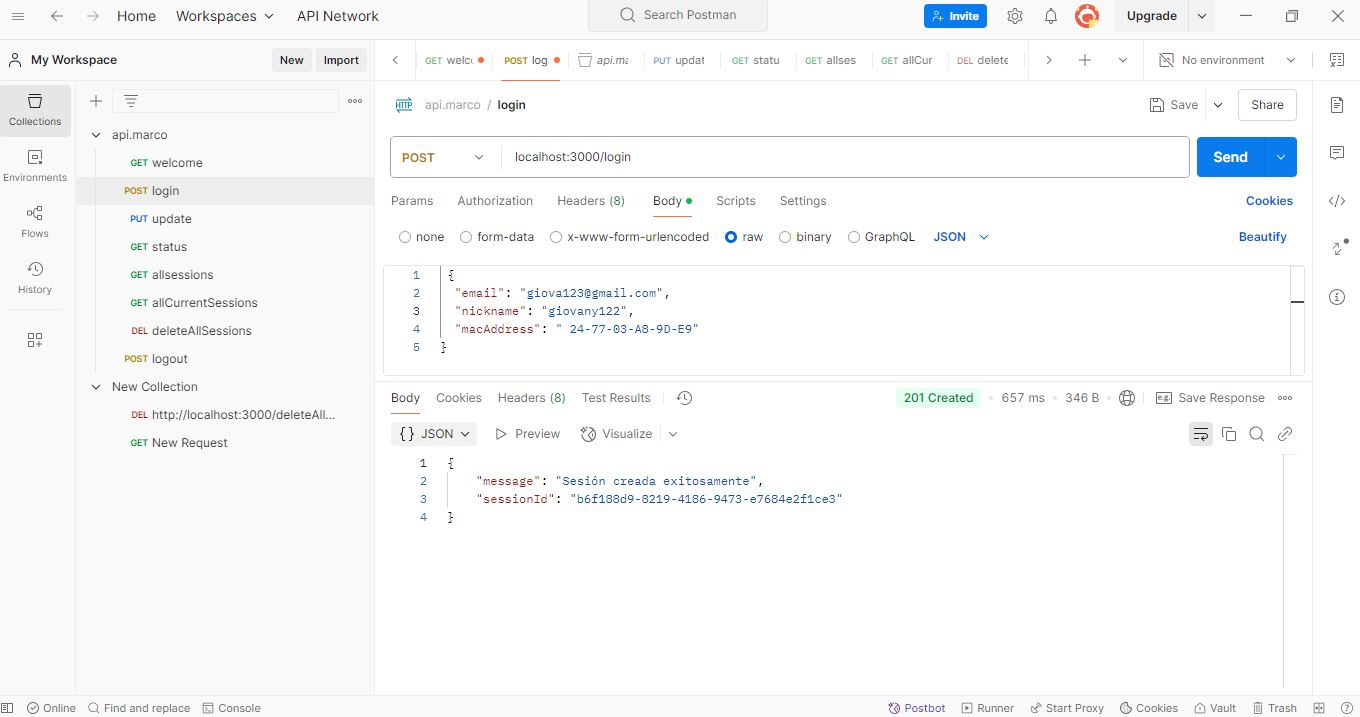 Home Workspaces API Network Search Postman Invite Upgrade
My Workspace New Import GET welc POST log api.ma PUT updat GET statu GET allses GET allCur DEL delete No environment
Collections
Environments
Flows
History
api.marco
GET welcome
POST login
PUT update
GET status
GET allsessions
GET allCurrentSessions
DEL deleteAllSessions
POST logout
New Collection
DEL http://localhost:3000/deleteAll...
GET New Request
HTTP api.marco / login Save Share
POST localhost:3000/login Send
Params Authorization Headers (8) Body Scripts Settings Cookies
none form-data x-www-form-urlencoded raw binary GraphQL JSON Beautify
1 {
2 "email": "giova123@gmail.com",
3 "nickname": "giovany122",
4 "macAddress": " 24-77-03-A8-9D-E9"
5 }
Body Cookies Headers (8) Test Results 201 Created 657 ms 346 B e.g. Save Response
{} JSON Preview Visualize
1 {
2 "message": "Sesión creada exitosamente",
3 "sessionId": "b6f188d9-8219-4186-9473-e7684e2f1ce3"
4 }
Online Find and replace Console Postbot Runner Start Proxy Cookies Vault Trash